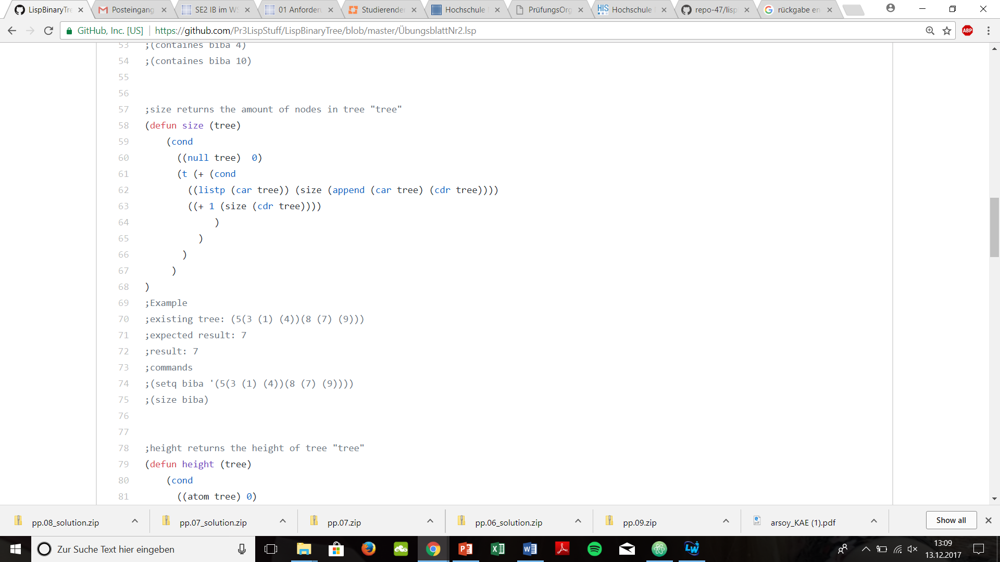 LispBinaryTre
Posteingang
SE2 IB im WS
01 Anforder
Studierender
Hochschule
PrüfungsOrg
HIS Hochschule
repo-47/lisp
rückgabe en
GitHub, Inc. [US] https://github.com/Pr3LispStuff/LispBinaryTree/blob/master/ÜbungsblattNr2.lsp
ABP
53 ;(containes biba 4)
54 ;(containes biba 10)
55
56
57 ;size returns the amount of nodes in tree "tree"
58 (defun size (tree)
59 (cond
60 ((null tree)  0)
61 (t (+ (cond
62 ((listp (car tree)) (size (append (car tree) (cdr tree))))
63 ((+ 1 (size (cdr tree))))
64 )
65 )
66 )
67 )
68 )
69 ;Example
70 ;existing tree: (5(3 (1) (4))(8 (7) (9)))
71 ;expected result: 7
72 ;result: 7
73 ;commands
74 ;(setq biba '(5(3 (1) (4))(8 (7) (9))))
75 ;(size biba)
76
77
78 ;height returns the height of tree "tree"
79 (defun height (tree)
80 (cond
81 ((atom tree) 0)
pp.08_solution.zip
pp.07_solution.zip
pp.07.zip
pp.06_solution.zip
pp.09.zip
arsoy_KAE (1).pdf
Show all
Zur Suche Text hier eingeben
13:09
13.12.2017